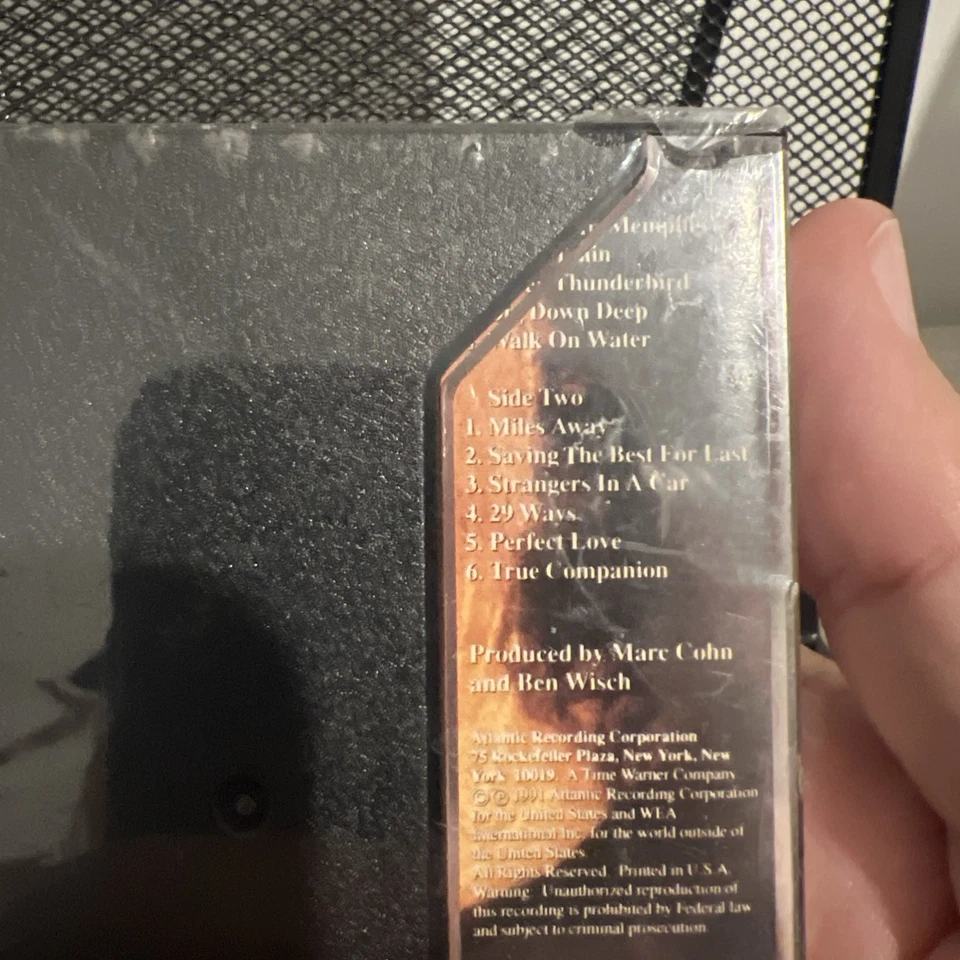 Memphis
Thunderbird
Down Deep
Walk On Water
Side Two
1. Miles Away
2. Saving The Best For Last
3. Strangers In A Car
4. 29 Ways
5. Perfect Love
6. True Companion
Produced by Marc Cohn
and Ben Wisch
Atlantic Recording Corporation
75 Rockefeller Plaza, New York, New
York 10019. A Time Warner Company
©℗ 1991 Atlantic Recording Corporation
for the United States and WEA
International Inc. for the world outside of
the United States.
All Rights Reserved. Printed in U.S.A.
Warning: Unauthorized reproduction of
this recording is prohibited by Federal law
and subject to criminal prosecution.